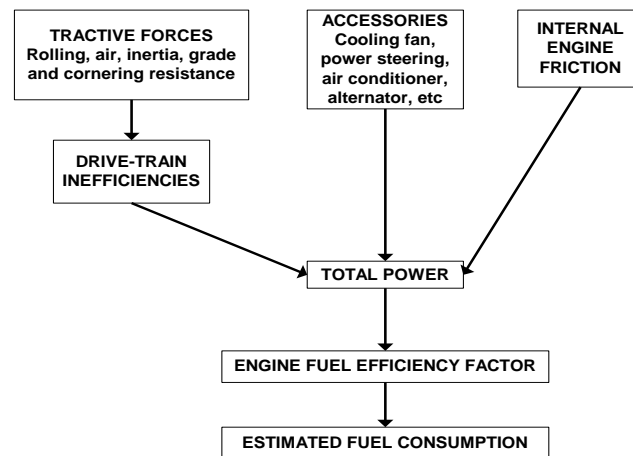 TRACTIVE FORCES
Rolling, air, inertia, grade
and cornering resistance
ACCESSORIES
Cooling fan,
power steering,
air conditioner,
alternator, etc
INTERNAL
ENGINE
FRICTION
DRIVE-TRAIN
INEFFICIENCIES
TOTAL POWER
ENGINE FUEL EFFICIENCY FACTOR
ESTIMATED FUEL CONSUMPTION